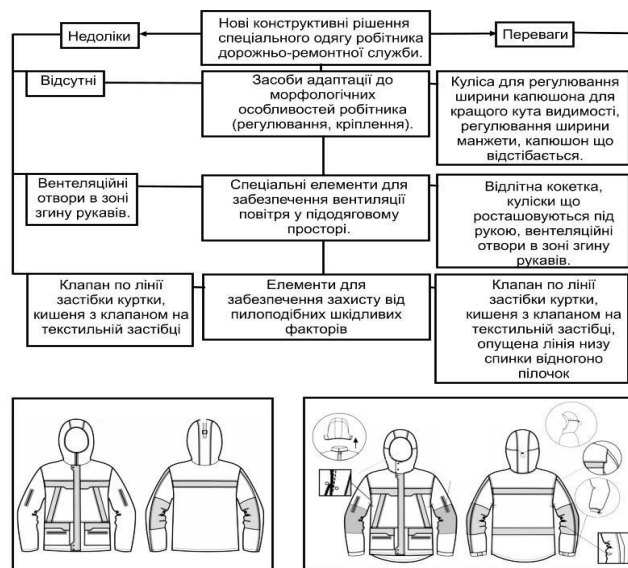 Недоліки
Нові конструктивні рішення
спеціального одягу робітника
дорожньо-ремонтної служби.
Переваги
Відсутні
Засоби адаптації до
морфологічних
особливостей робітника
(регулювання, кріплення).
Куліса для регулювання
ширини капюшона для
кращого кута видимості,
регулювання ширини
манжети, капюшон що
відстібається.
Вентеляційні
отвори в зоні
згину рукавів.
Спеціальні елементи для
забезпечення вентиляції
повітря у підодяговому
просторі.
Відлітна кокетка,
куліски що
росташовуються під
рукою, вентеляційні
отвори в зоні згину
рукавів.
Клапан по лінії
застібки куртки,
кишеня з клапаном на
текстильній застібці
Елементи для
забезпечення захисту від
пилоподібних шкідливих
факторів
Клапан по лінії
застібки куртки,
кишеня з клапаном на
текстильній застібці,
опущена лінія низу
спинки відногоно
пілочок